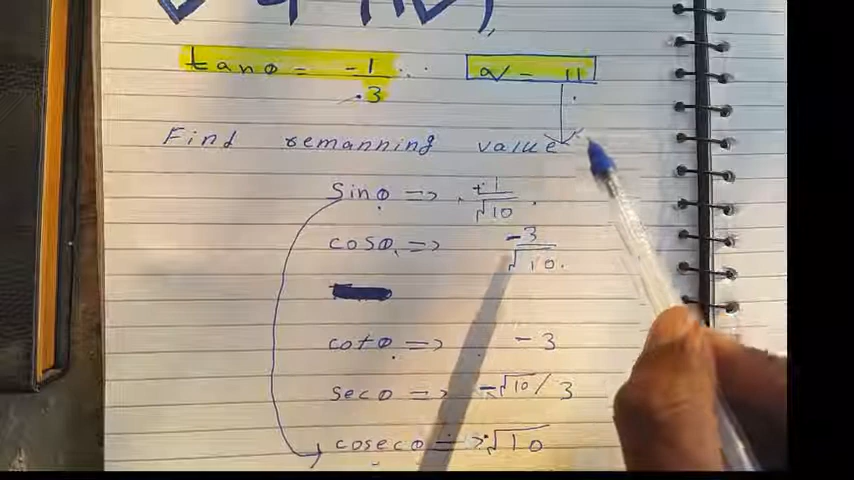 tanθ = -1/3
Find remanning value
sinθ => +1/√10
cosθ => -3/√10
cotθ => -3
secθ => -√10/3
cosecθ => √10